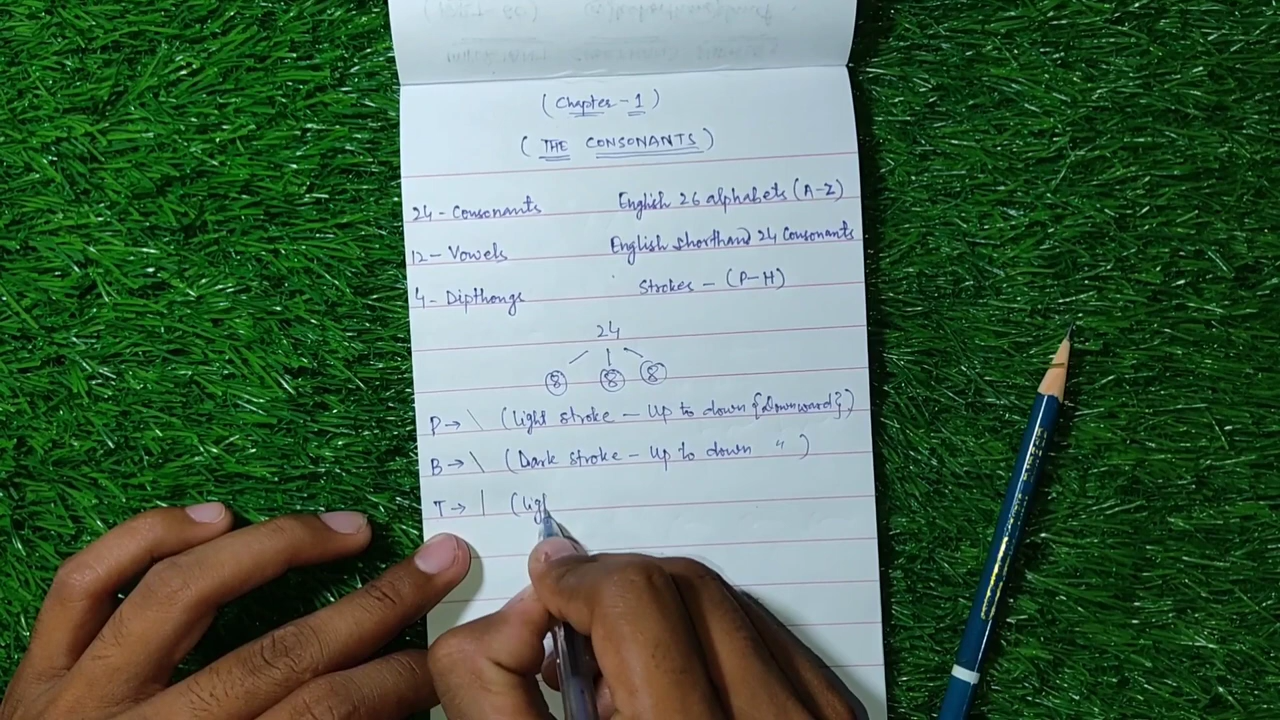 (Chapter - 1)
(THE CONSONANTS)
24 - Consonants English 26 alphabets (A-Z)
12 - Vowels English shorthand 24 Consonants
4 - Dipthongs Strokes - (P-H)
24
8 8 8
P → \ (light stroke - Up to down {Downward})
B → \ (Dark stroke - Up to down " )
T → | (ligh